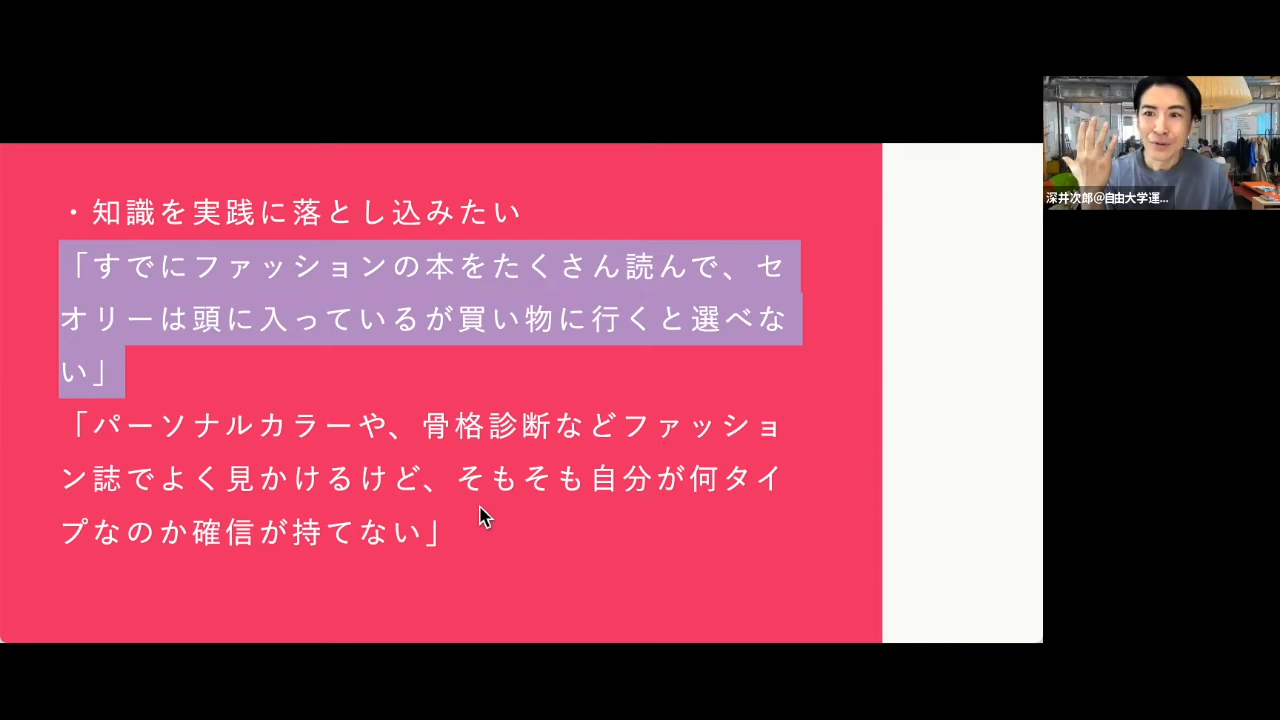 ・知識を実践に落とし込みたい
「すでにファッションの本をたくさん読んで、セ
オリーは頭に入っているが買い物に行くと選べな
い」
「パーソナルカラーや、骨格診断などファッショ
ン誌でよく見かけるけど、そもそも自分が何タイ
プなのか確信が持てない」
深井次郎@自由大学運...